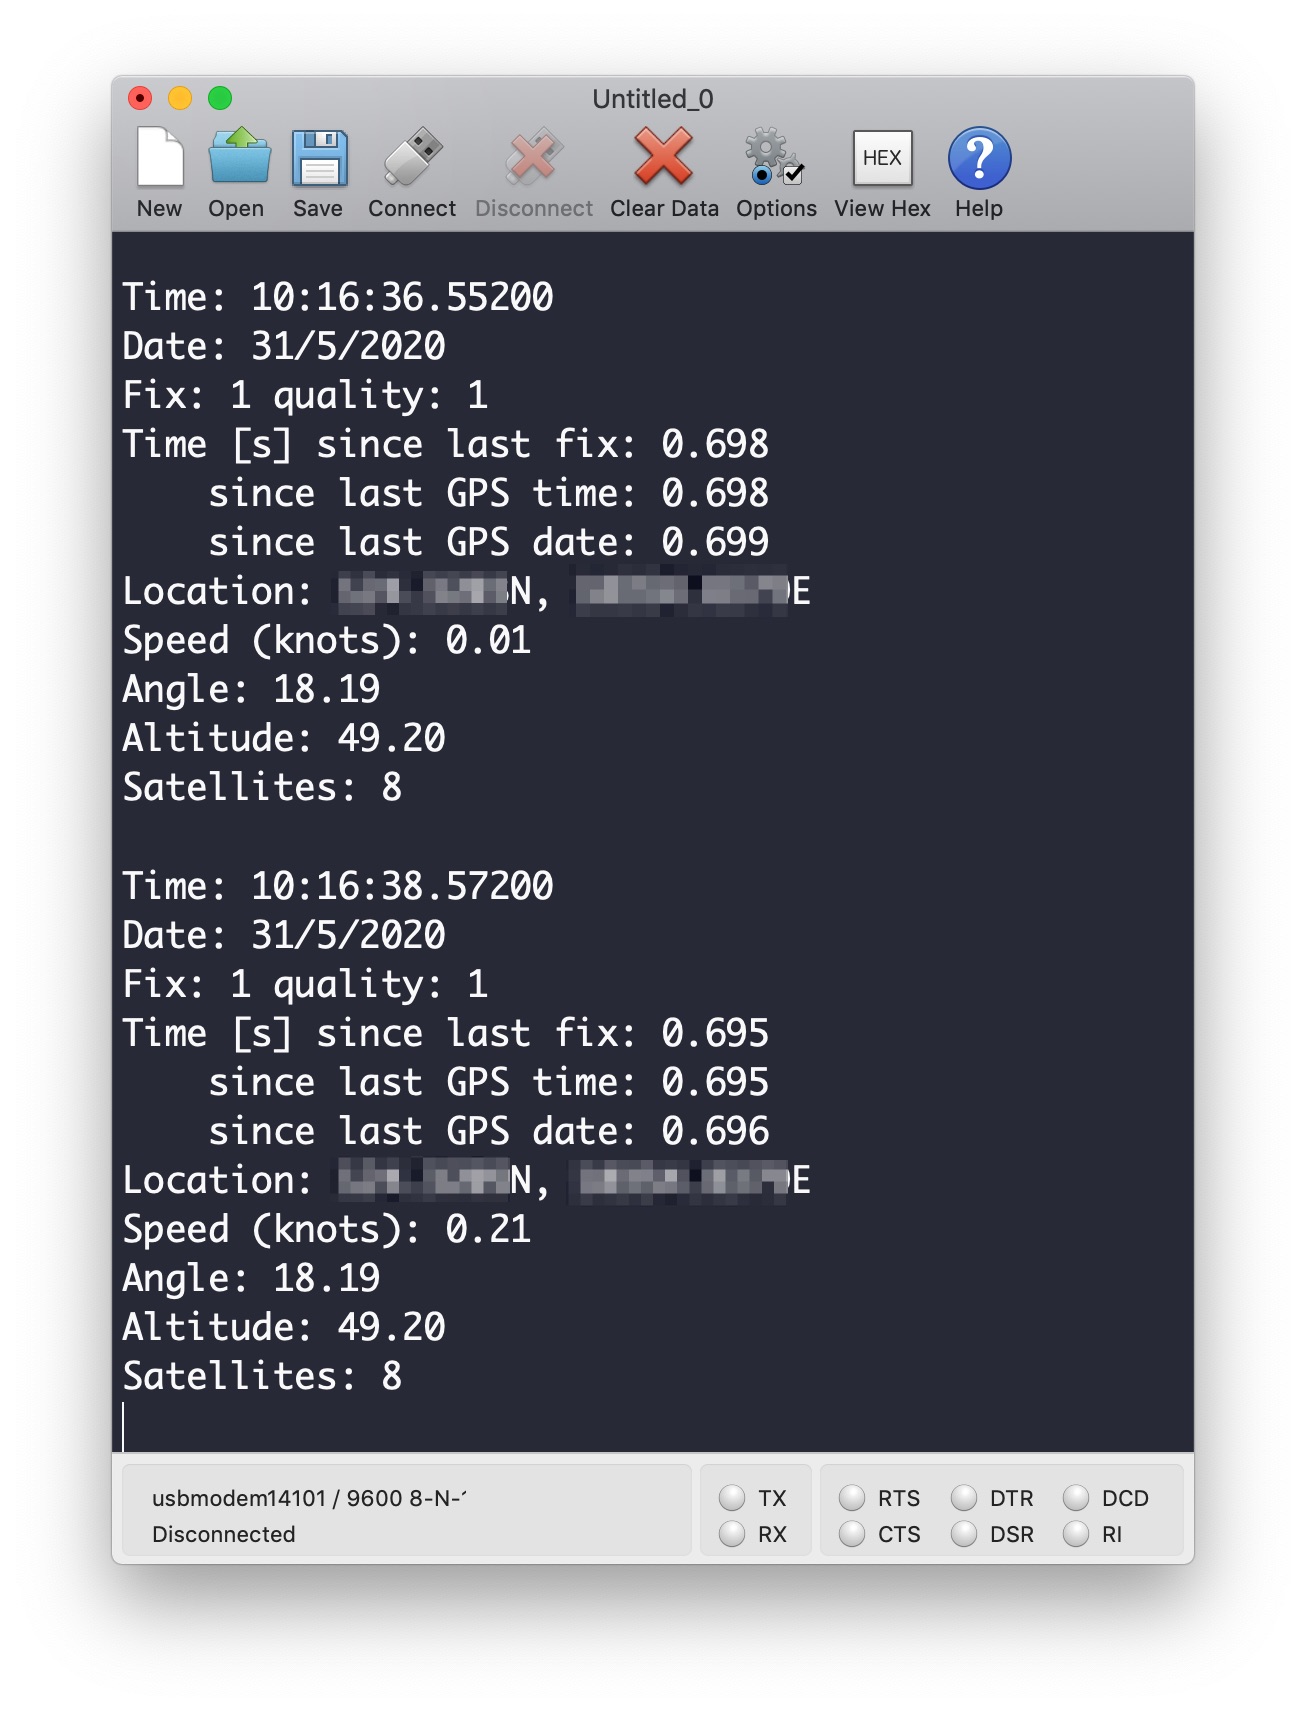 Untitled_0
New Open Save Connect Disconnect Clear Data Options HEX View Hex ? Help
Time: 10:16:36.55200
Date: 31/5/2020
Fix: 1 quality: 1
Time [s] since last fix: 0.698
since last GPS time: 0.698
since last GPS date: 0.699
Location: N, E
Speed (knots): 0.01
Angle: 18.19
Altitude: 49.20
Satellites: 8
Time: 10:16:38.57200
Date: 31/5/2020
Fix: 1 quality: 1
Time [s] since last fix: 0.695
since last GPS time: 0.695
since last GPS date: 0.696
Location: N, E
Speed (knots): 0.21
Angle: 18.19
Altitude: 49.20
Satellites: 8
usbmodem14101 / 9600 8-N-
Disconnected
TX RTS DTR DCD
RX CTS DSR RI